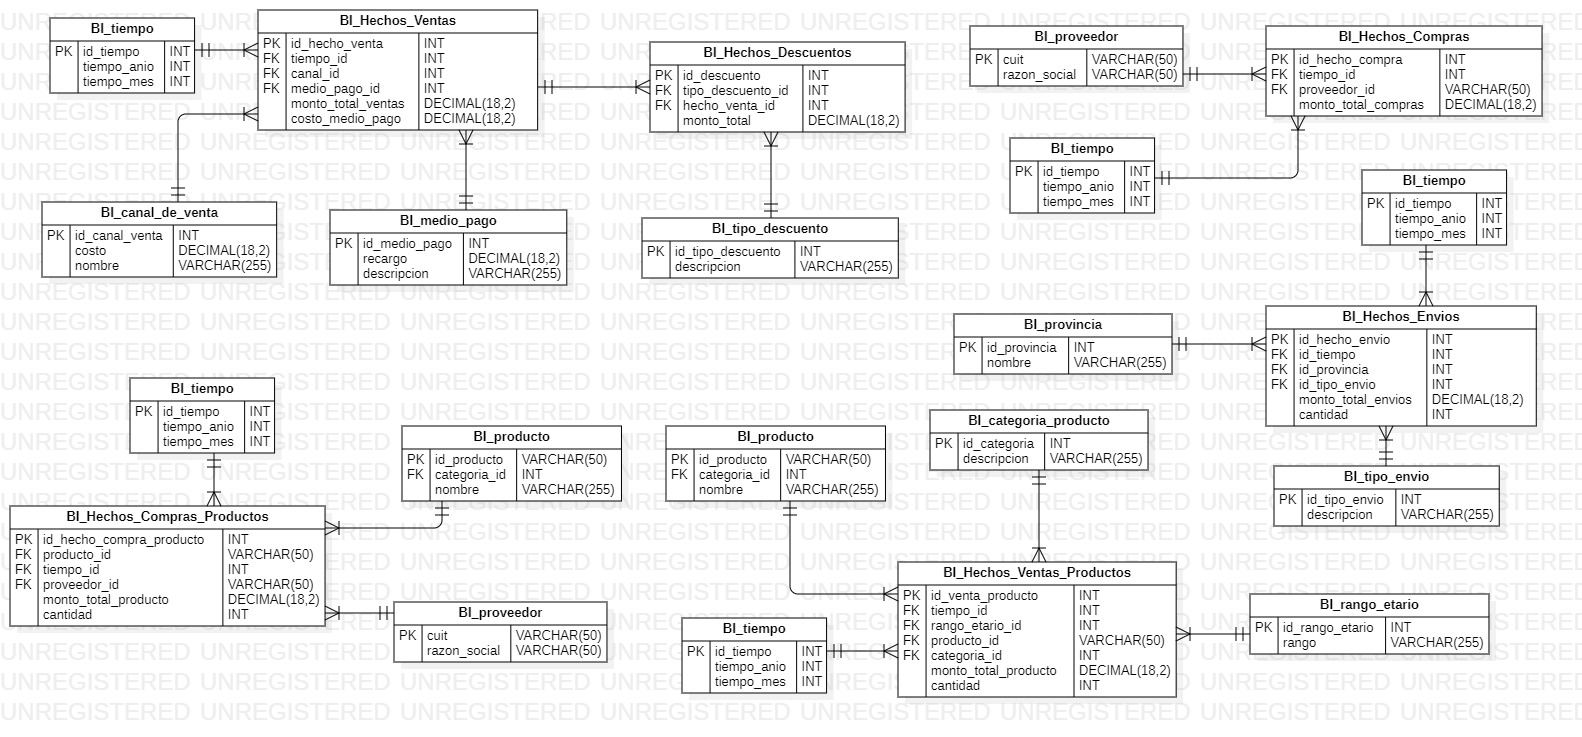 BI_tiempo
PK id_tiempo INT
tiempo_anio INT
tiempo_mes INT
BI_Hechos_Ventas
PK id_hecho_venta INT
FK tiempo_id INT
FK canal_id INT
FK medio_pago_id INT
monto_total_ventas DECIMAL(18,2)
costo_medio_pago DECIMAL(18,2)
BI_Hechos_Descuentos
PK id_descuento INT
FK tipo_descuento_id INT
FK hecho_venta_id INT
monto_total DECIMAL(18,2)
BI_proveedor
PK cuit VARCHAR(50)
razon_social VARCHAR(50)
BI_Hechos_Compras
PK id_hecho_compra INT
FK tiempo_id INT
FK proveedor_id VARCHAR(50)
monto_total_compras DECIMAL(18,2)
BI_tiempo
PK id_tiempo INT
tiempo_anio INT
tiempo_mes INT
BI_tiempo
PK id_tiempo INT
tiempo_anio INT
tiempo_mes INT
BI_canal_de_venta
PK id_canal_venta INT
costo DECIMAL(18,2)
nombre VARCHAR(255)
BI_medio_pago
PK id_medio_pago INT
recargo DECIMAL(18,2)
descripcion VARCHAR(255)
BI_tipo_descuento
PK id_tipo_descuento INT
descripcion VARCHAR(255)
BI_provincia
PK id_provincia INT
nombre VARCHAR(255)
BI_Hechos_Envios
PK id_hecho_envio INT
FK id_tiempo INT
FK id_provincia INT
FK id_tipo_envio INT
monto_total_envios DECIMAL(18,2)
cantidad INT
BI_tiempo
PK id_tiempo INT
tiempo_anio INT
tiempo_mes INT
BI_producto
PK id_producto VARCHAR(50)
FK categoria_id INT
nombre VARCHAR(255)
BI_producto
PK id_producto VARCHAR(50)
FK categoria_id INT
nombre VARCHAR(255)
BI_categoria_producto
PK id_categoria INT
descripcion VARCHAR(255)
BI_tipo_envio
PK id_tipo_envio INT
descripcion VARCHAR(255)
BI_Hechos_Compras_Productos
PK id_hecho_compra_producto INT
FK producto_id VARCHAR(50)
FK tiempo_id INT
FK proveedor_id VARCHAR(50)
monto_total_producto DECIMAL(18,2)
cantidad INT
BI_proveedor
PK cuit VARCHAR(50)
razon_social VARCHAR(50)
BI_tiempo
PK id_tiempo INT
tiempo_anio INT
tiempo_mes INT
BI_Hechos_Ventas_Productos
PK id_venta_producto INT
FK tiempo_id INT
FK rango_etario_id INT
FK producto_id VARCHAR(50)
FK categoria_id INT
monto_total_producto DECIMAL(18,2)
cantidad INT
BI_rango_etario
PK id_rango_etario INT
rango VARCHAR(255)
UNREGISTERED